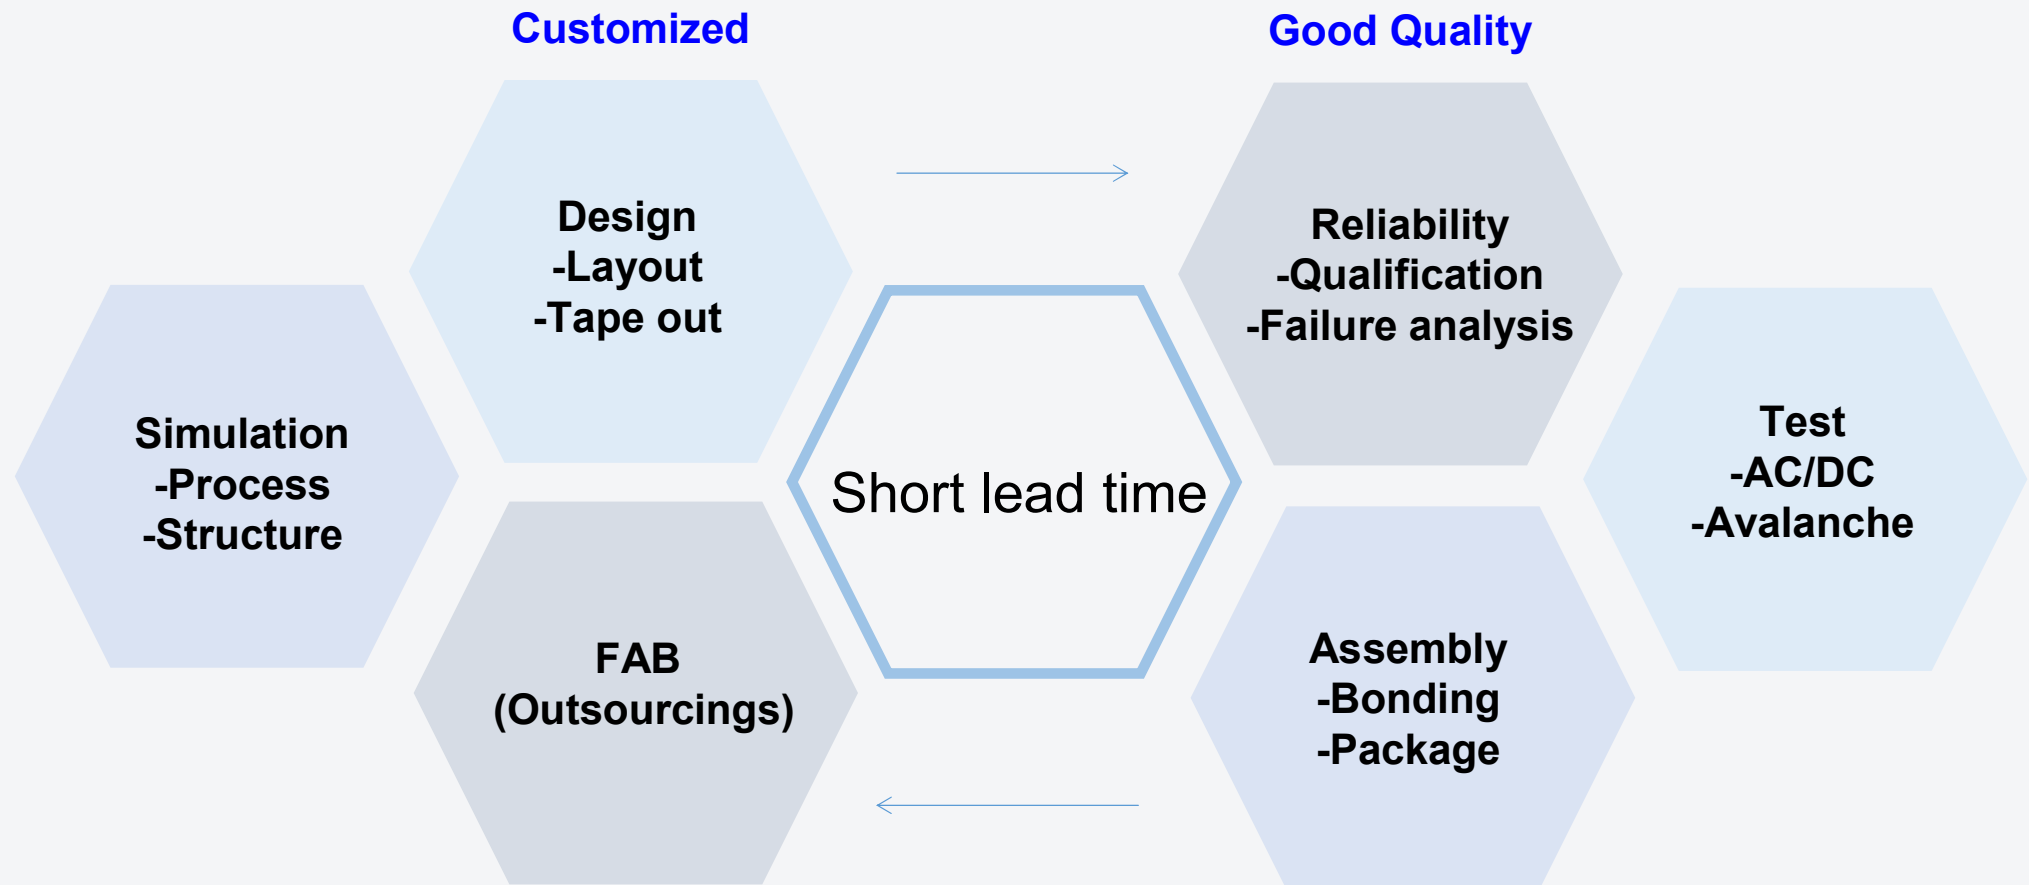 Customized
Good Quality
Design
-Layout
-Tape out
Reliability
-Qualification
-Failure analysis
Simulation
-Process
-Structure
Short lead time
Test
-AC/DC
-Avalanche
FAB
(Outsourcings)
Assembly
-Bonding
-Package